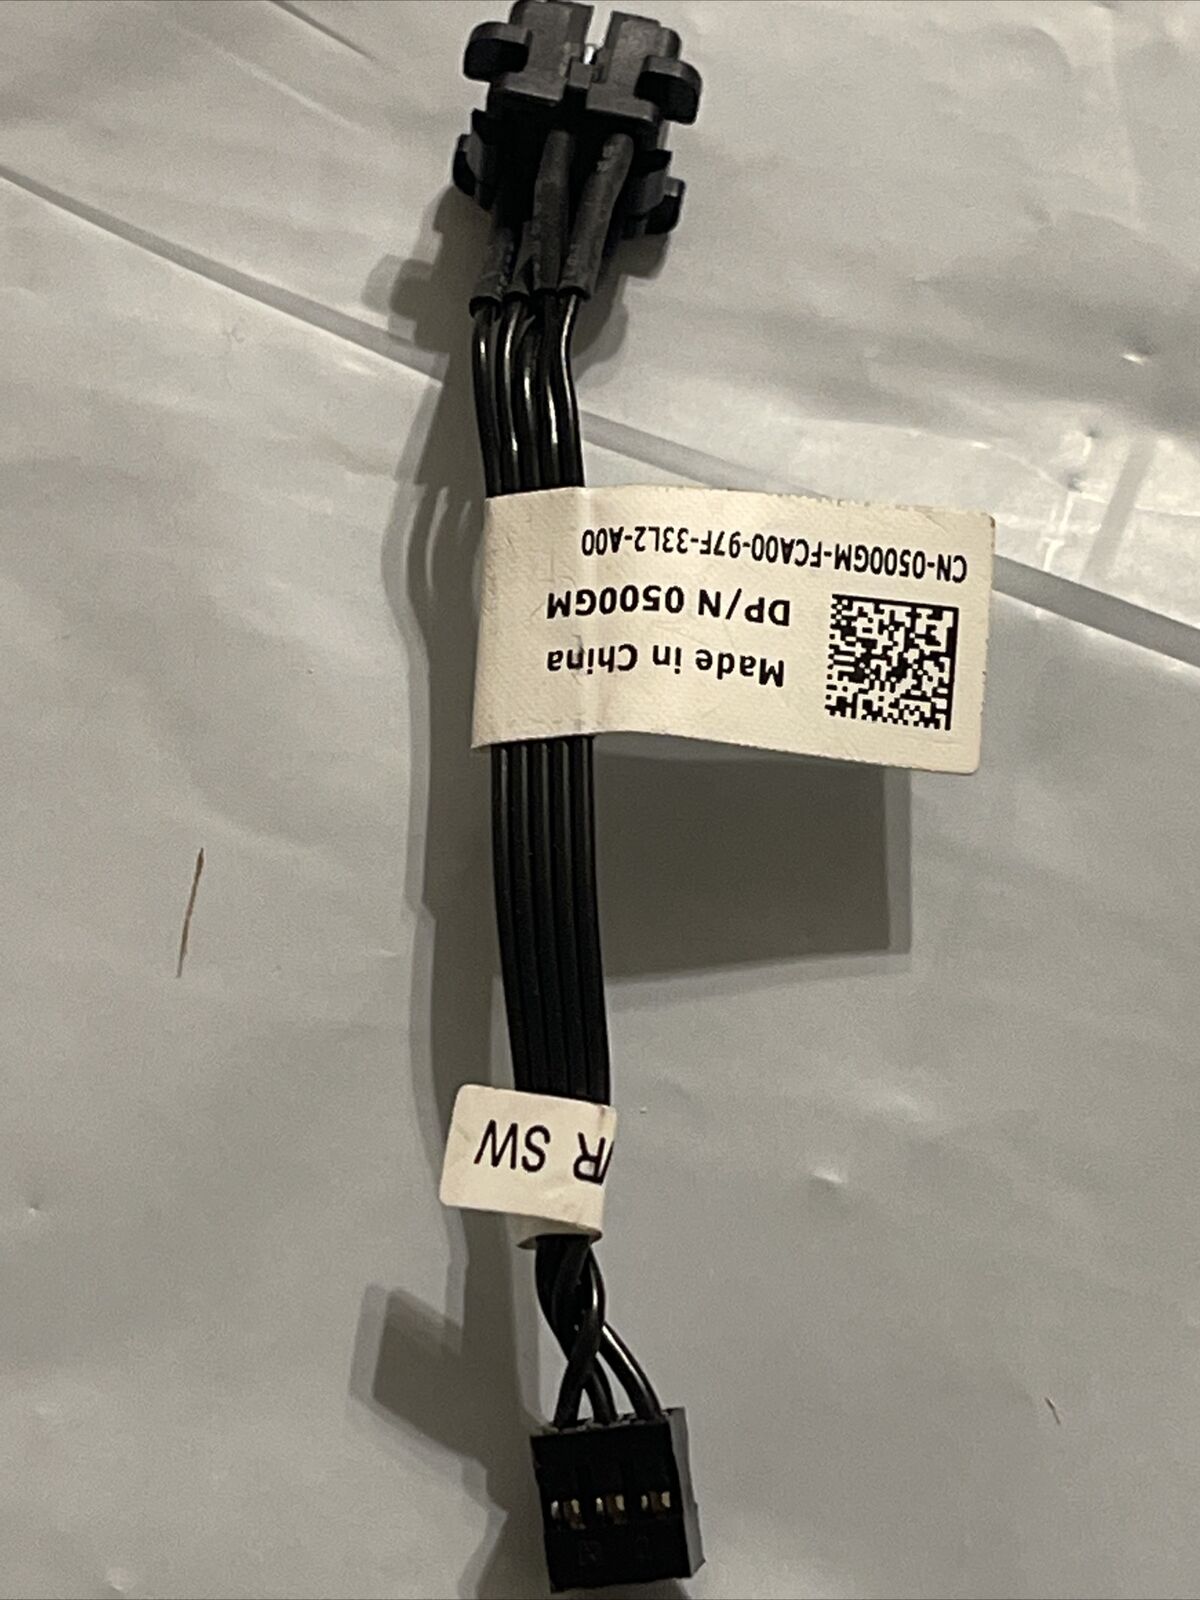 CN-0500GM-FCA00-97F-33L2-A00
DP/N 0500GM
Made in China
R SW